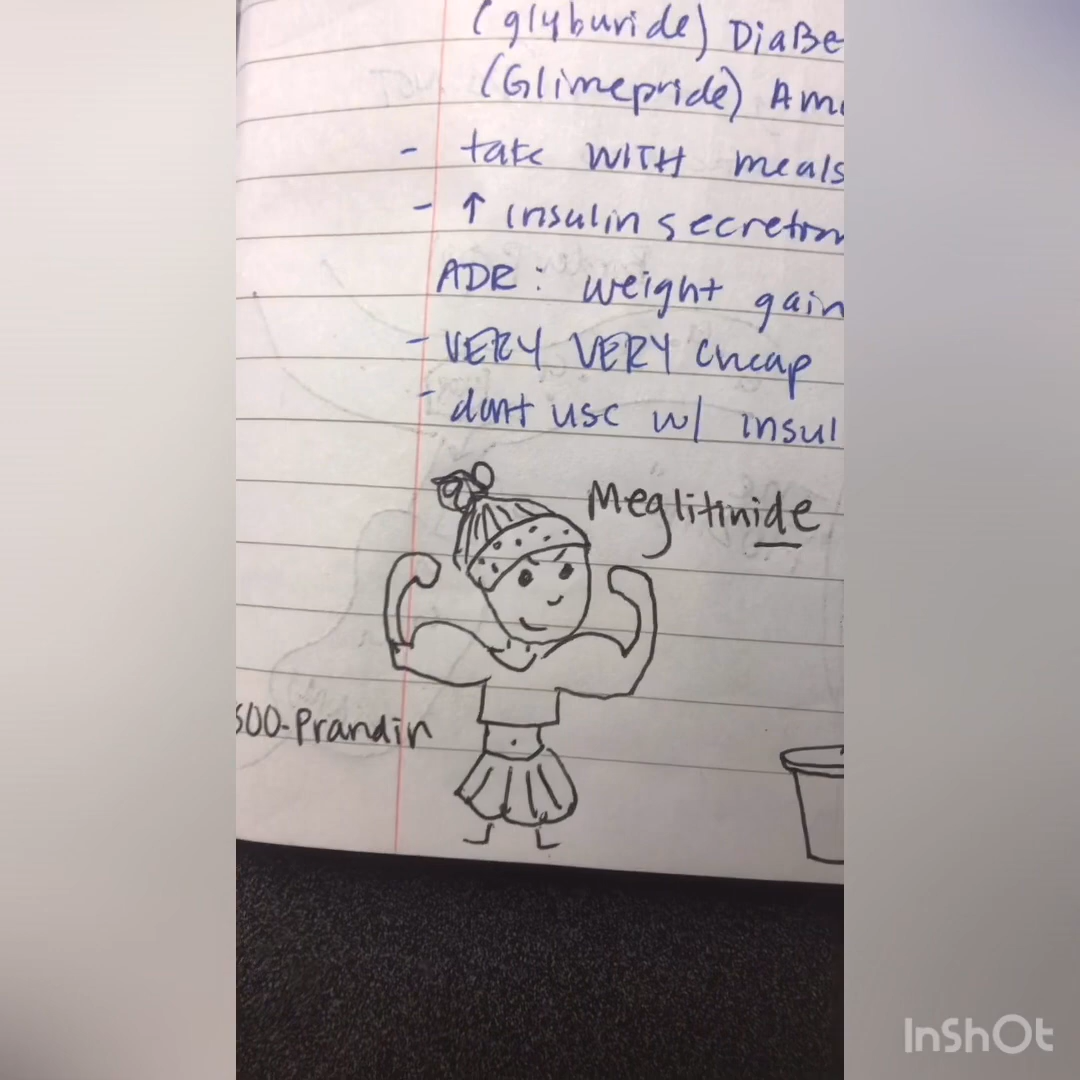 (glyburide) DiaBe
(Glimepride) Am
- take WITH meals
- ↑ insulin secretion
ADR: weight gain
- VERY VERY cheap
- dont use w/ insul
Meglitinide
SOO-Prandin
InShOt